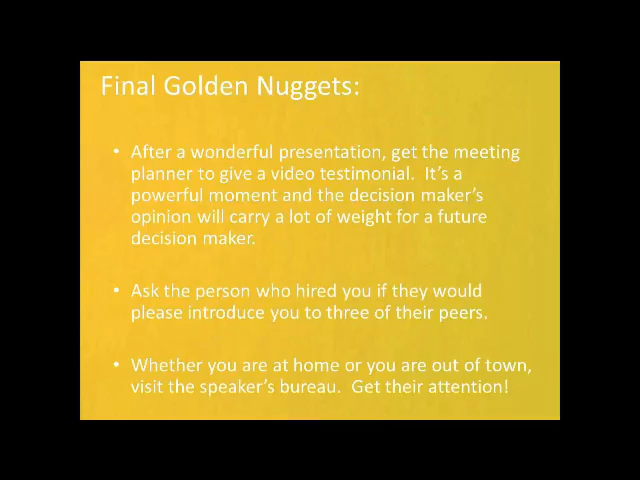 Final Golden Nuggets:
• After a wonderful presentation, get the meeting
planner to give a video testimonial.  It's a
powerful moment and the decision maker's
opinion will carry a lot of weight for a future
decision maker.
• Ask the person who hired you if they would
please introduce you to three of their peers.
• Whether you are at home or you are out of town,
visit the speaker's bureau.  Get their attention!